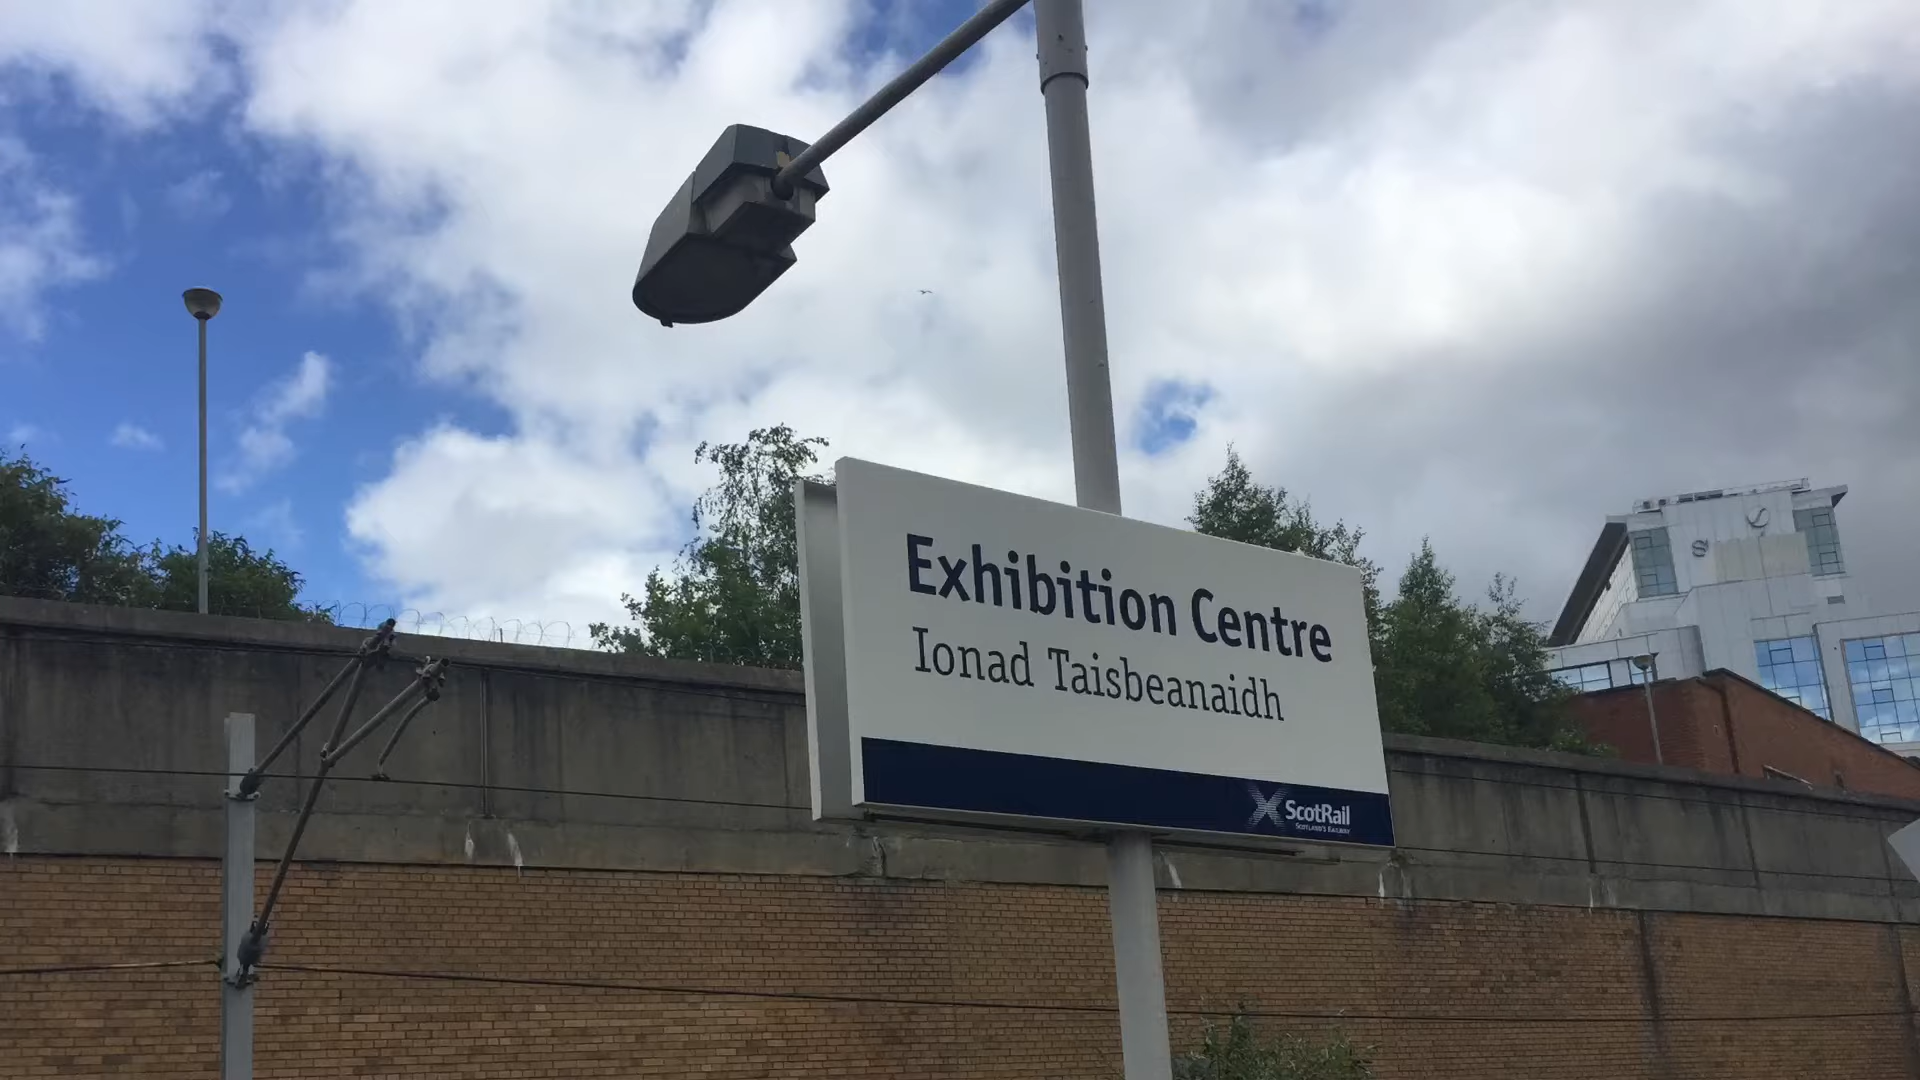 Exhibition Centre
Ionad Taisbeanaidh
ScotRail
SCOTLAND'S RAILWAY